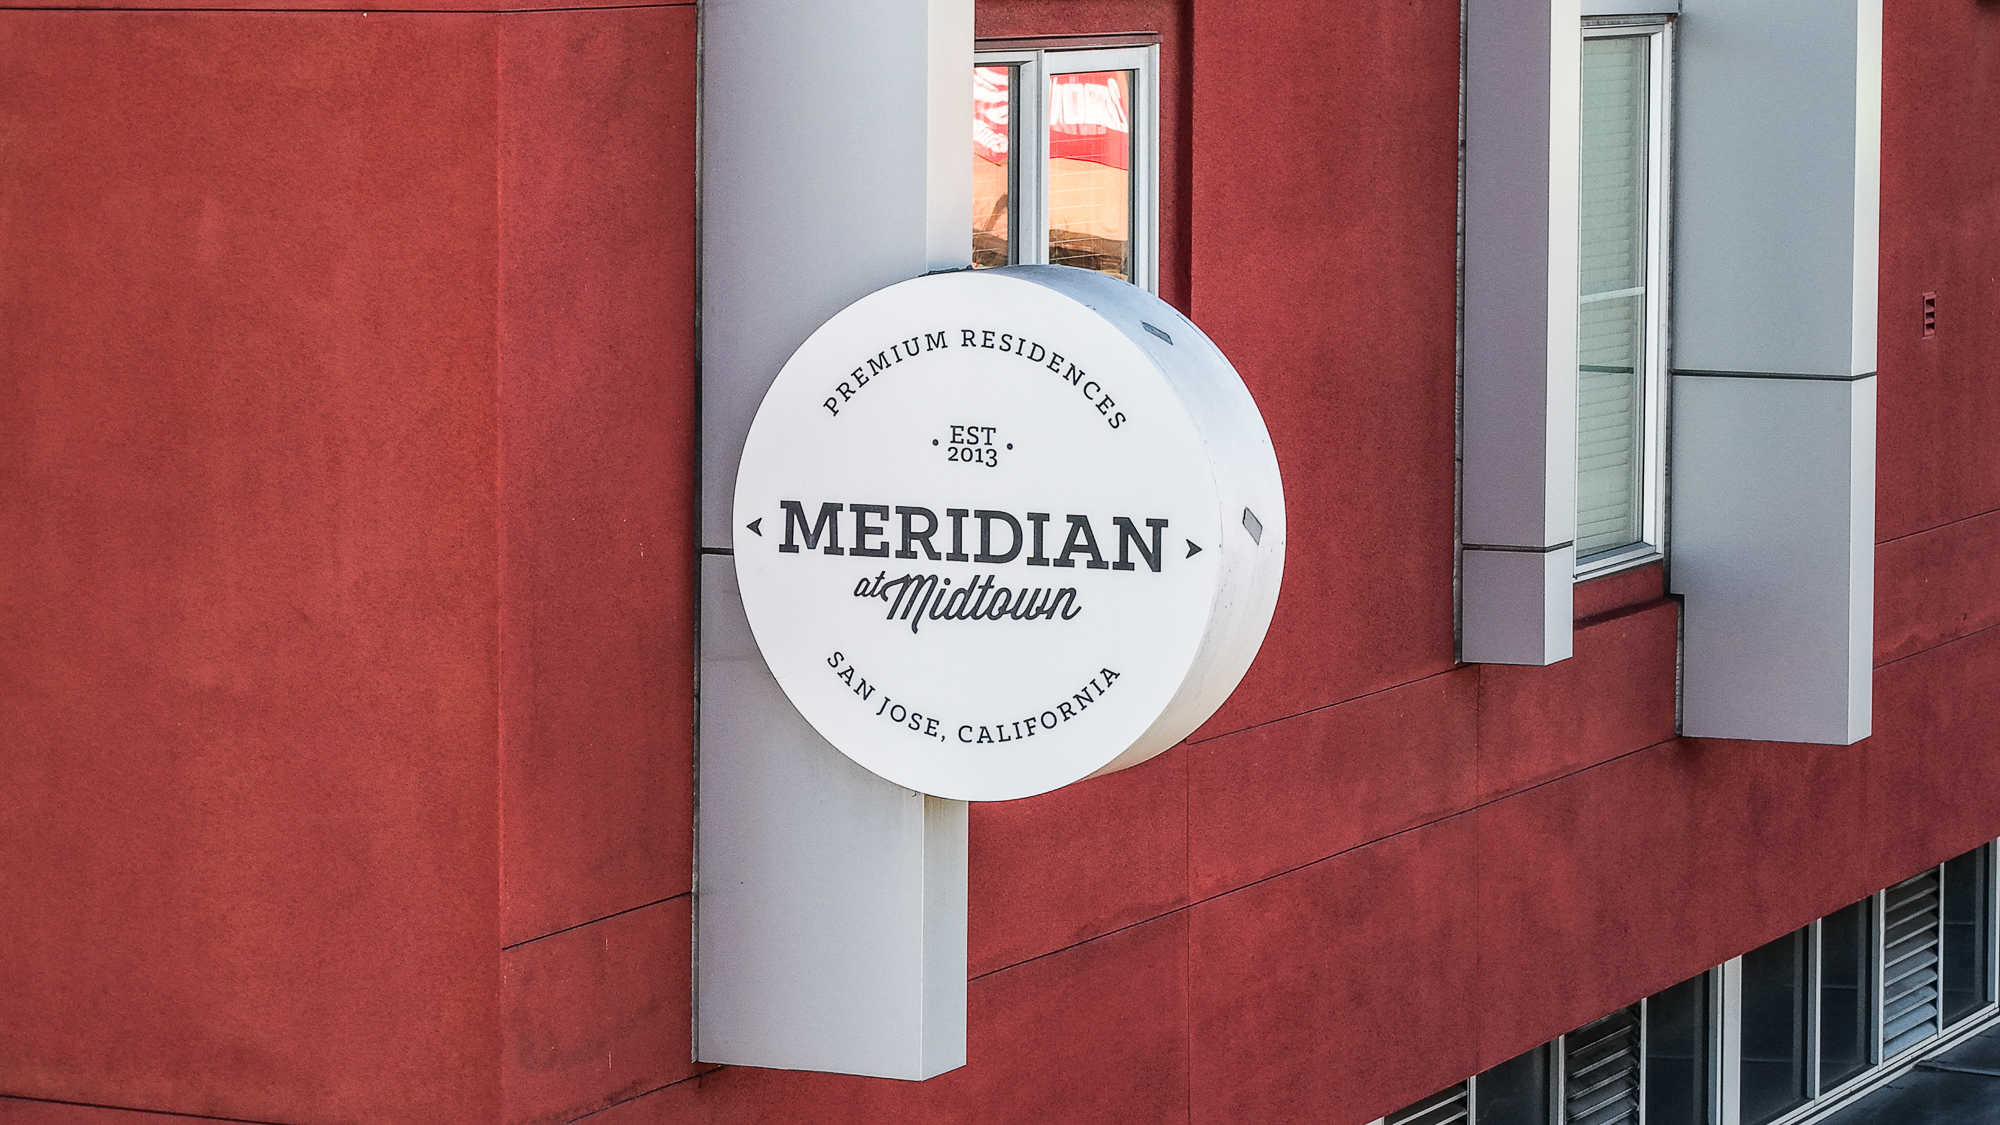 PREMIUM RESIDENCES
EST
2013
MERIDIAN
at Midtown
SAN JOSE, CALIFORNIA